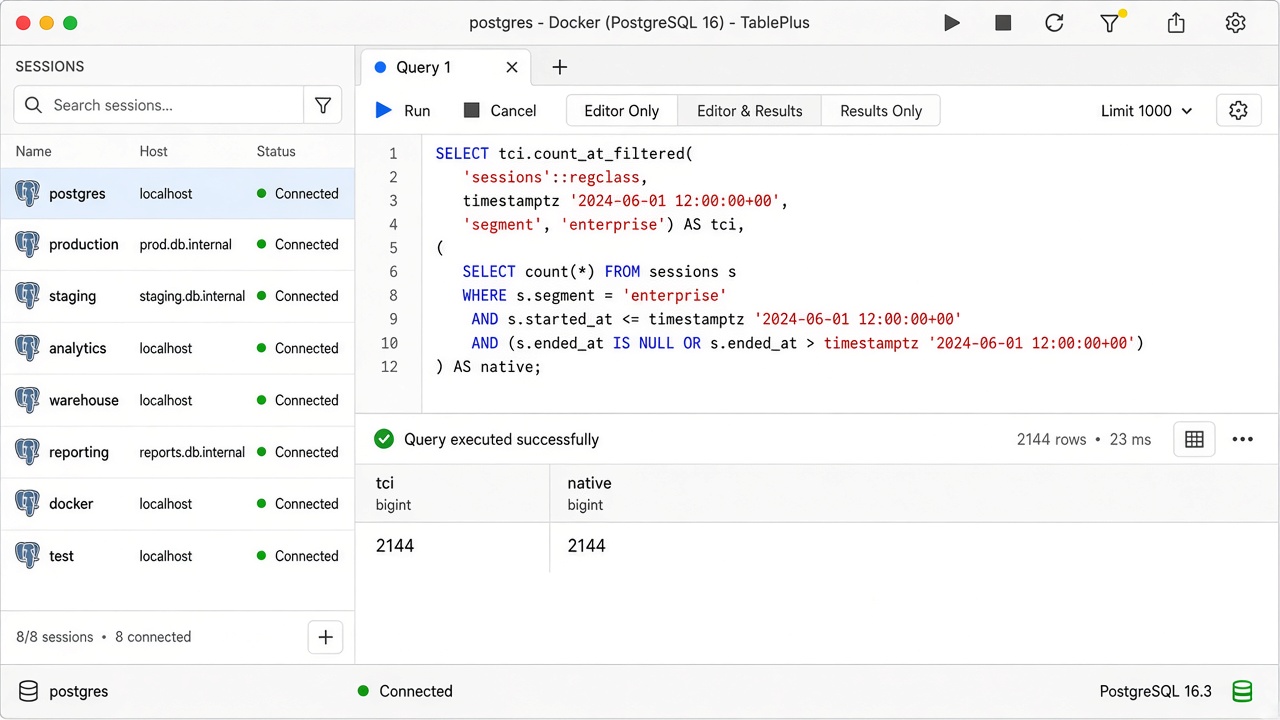 postgres - Docker (PostgreSQL 16) - TablePlus
SESSIONS
Search sessions...
Name Host Status
postgres localhost Connected
production prod.db.internal Connected
staging staging.db.internal Connected
analytics localhost Connected
warehouse localhost Connected
reporting reports.db.internal Connected
docker localhost Connected
test localhost Connected
8/8 sessions • 8 connected
Query 1
Run Cancel Editor Only Editor & Results Results Only Limit 1000
1 SELECT tci.count_at_filtered(
2 'sessions'::regclass,
3 timestamptz '2024-06-01 12:00:00+00',
4 'segment', 'enterprise') AS tci,
5 (
6 SELECT count(*) FROM sessions s
8 WHERE s.segment = 'enterprise'
9 AND s.started_at <= timestamptz '2024-06-01 12:00:00+00'
10 AND (s.ended_at IS NULL OR s.ended_at > timestamptz '2024-06-01 12:00:00+00')
12 ) AS native;
Query executed successfully 2144 rows • 23 ms
tci native
bigint bigint
2144 2144
postgres Connected PostgreSQL 16.3